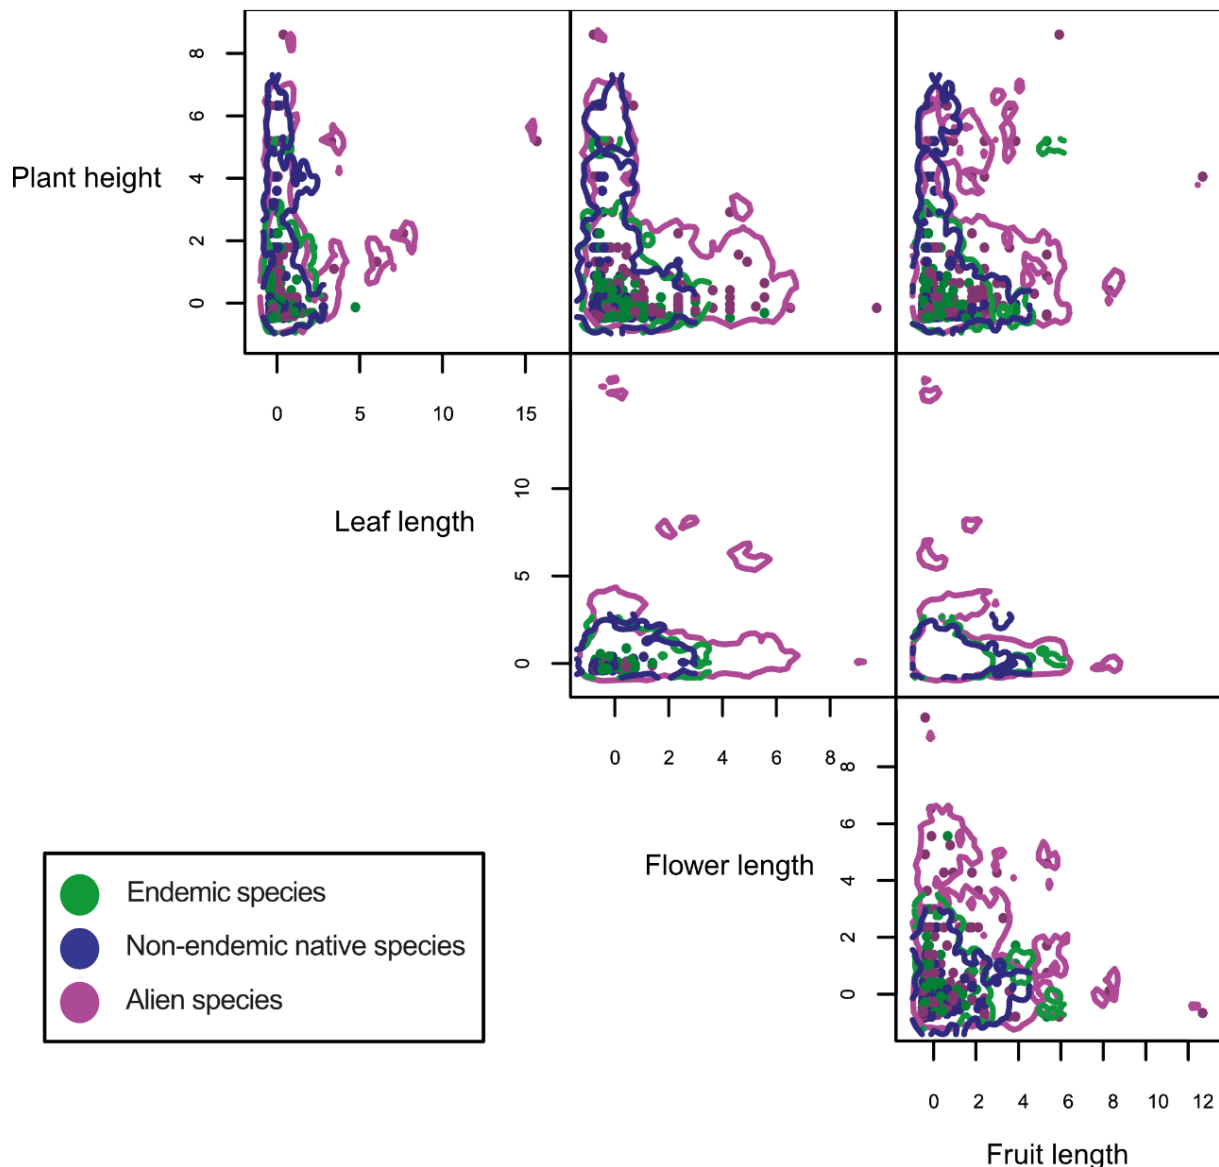 8
6
Plant height
4
2
0
0 5 10 15
10
Leaf length
5
0
0 2 4 6 8
8
6
Flower length
4
2
0
Endemic species
Non-endemic native species
Alien species
0 2 4 6 8 10 12
Fruit length